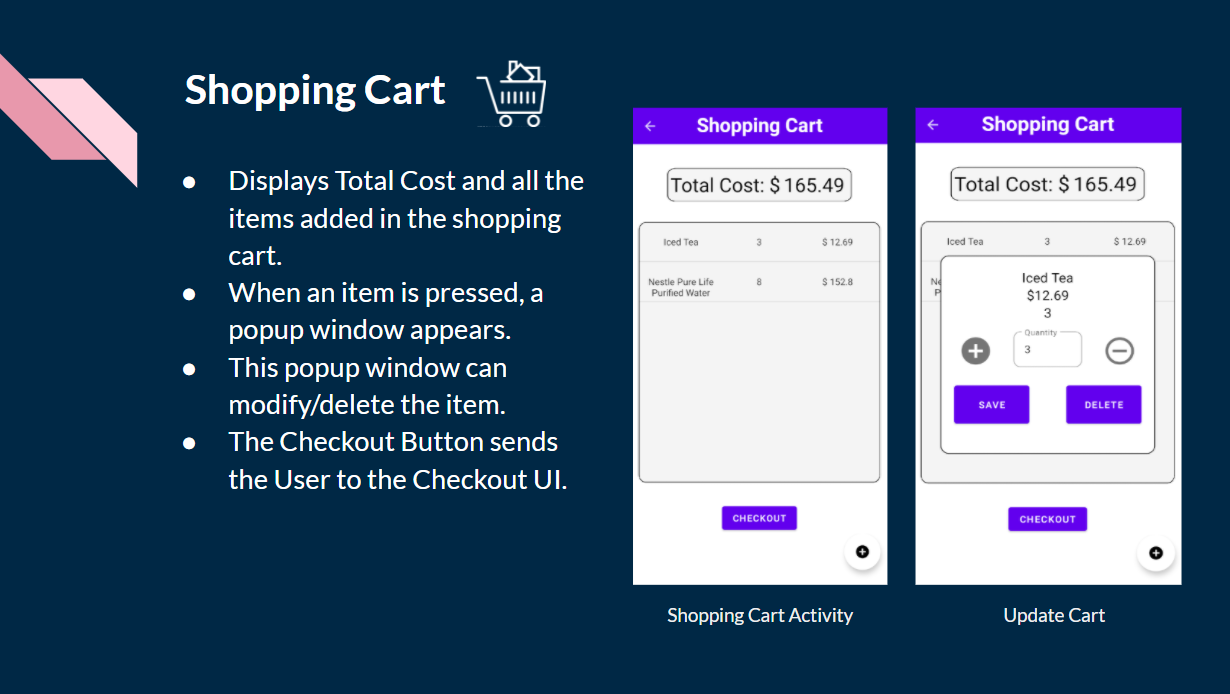 Shopping Cart
● Displays Total Cost and all the
items added in the shopping
cart.
● When an item is pressed, a
popup window appears.
● This popup window can
modify/delete the item.
● The Checkout Button sends
the User to the Checkout UI.
Shopping Cart
Total Cost: $ 165.49
Iced Tea 3 $ 12.69
Nestle Pure Life
Purified Water 8 $ 152.8
CHECKOUT
Shopping Cart Activity
Shopping Cart
Total Cost: $ 165.49
Iced Tea 3 $ 12.69
Ne
P
Iced Tea
$12.69
3
Quantity
3
SAVE DELETE
CHECKOUT
Update Cart